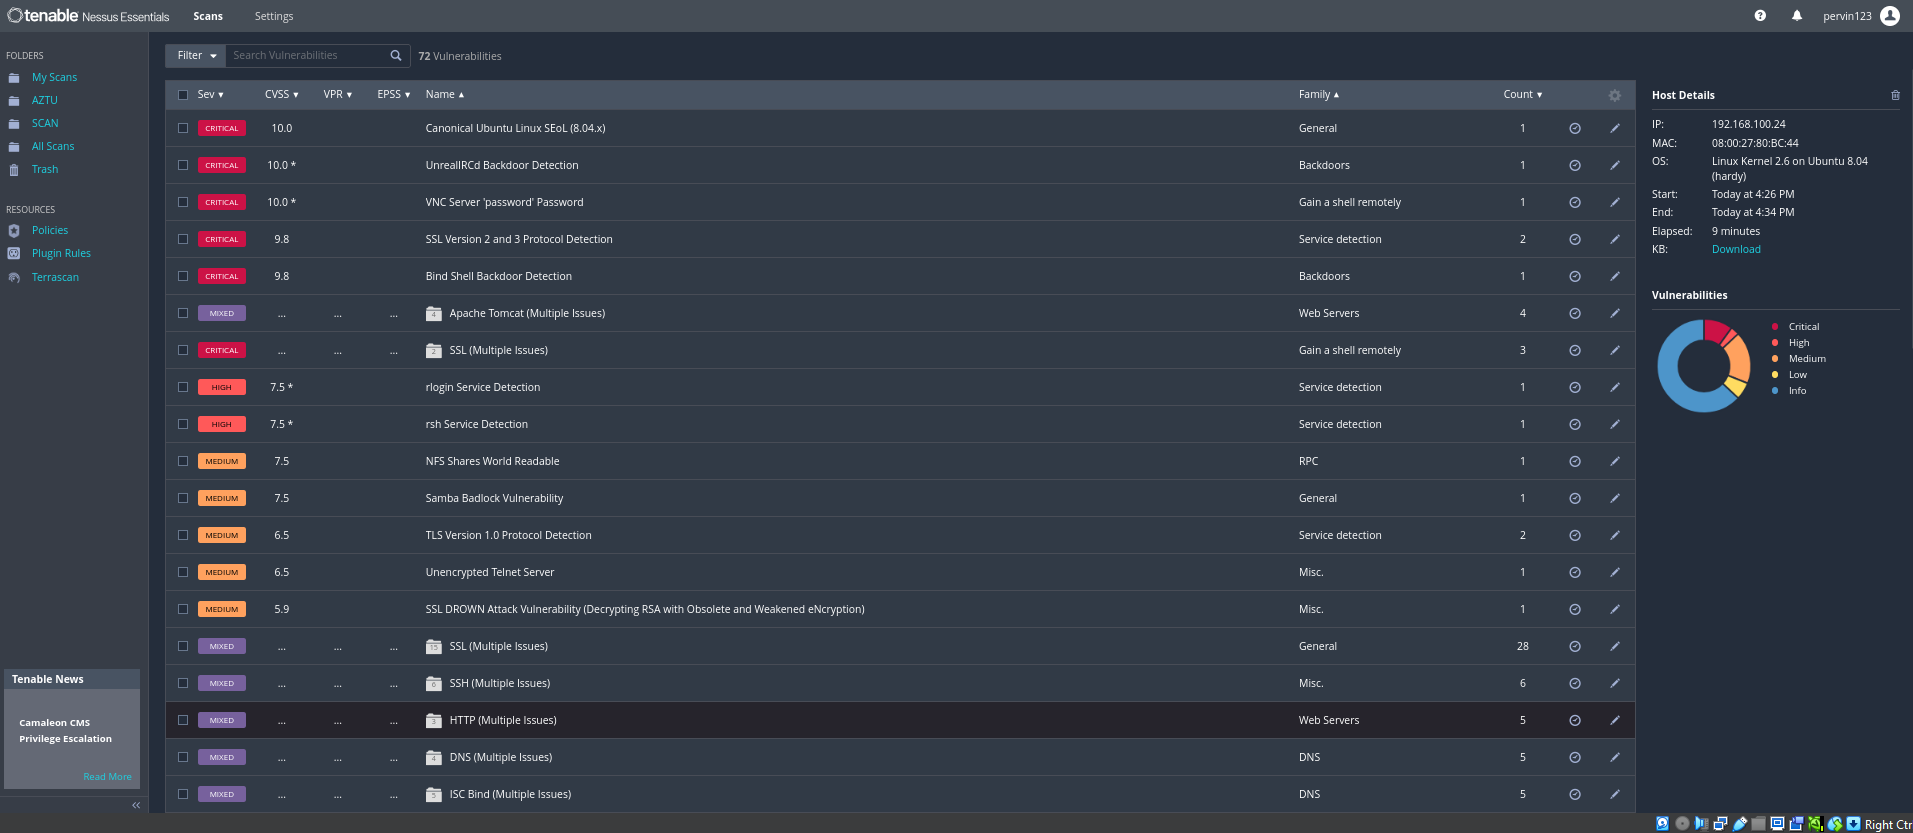 tenable Nessus Essentials Scans Settings pervin123
FOLDERS
My Scans
AZTU
SCAN
All Scans
Trash
RESOURCES
Policies
Plugin Rules
Terrascan
Tenable News
Camaleon CMS
Privilege Escalation
Read More
Filter Search Vulnerabilities 72 Vulnerabilities
Sev CVSS VPR EPSS Name Family Count
CRITICAL 10.0 Canonical Ubuntu Linux SEoL (8.04.x) General 1
CRITICAL 10.0 * UnrealIRCd Backdoor Detection Backdoors 1
CRITICAL 10.0 * VNC Server 'password' Password Gain a shell remotely 1
CRITICAL 9.8 SSL Version 2 and 3 Protocol Detection Service detection 2
CRITICAL 9.8 Bind Shell Backdoor Detection Backdoors 1
MIXED ... ... ... 4 Apache Tomcat (Multiple Issues) Web Servers 4
CRITICAL ... ... ... 2 SSL (Multiple Issues) Gain a shell remotely 3
HIGH 7.5 * rlogin Service Detection Service detection 1
HIGH 7.5 * rsh Service Detection Service detection 1
MEDIUM 7.5 NFS Shares World Readable RPC 1
MEDIUM 7.5 Samba Badlock Vulnerability General 1
MEDIUM 6.5 TLS Version 1.0 Protocol Detection Service detection 2
MEDIUM 6.5 Unencrypted Telnet Server Misc. 1
MEDIUM 5.9 SSL DROWN Attack Vulnerability (Decrypting RSA with Obsolete and Weakened eNcryption) Misc. 1
MIXED ... ... ... 15 SSL (Multiple Issues) General 28
MIXED ... ... ... 6 SSH (Multiple Issues) Misc. 6
MIXED ... ... ... 3 HTTP (Multiple Issues) Web Servers 5
MIXED ... ... ... 4 DNS (Multiple Issues) DNS 5
MIXED ... ... ... 5 ISC Bind (Multiple Issues) DNS 5
Host Details
IP: 192.168.100.24
MAC: 08:00:27:80:BC:44
OS: Linux Kernel 2.6 on Ubuntu 8.04
(hardy)
Start: Today at 4:26 PM
End: Today at 4:34 PM
Elapsed: 9 minutes
KB: Download
Vulnerabilities
Critical
High
Medium
Low
Info
Right Ctr